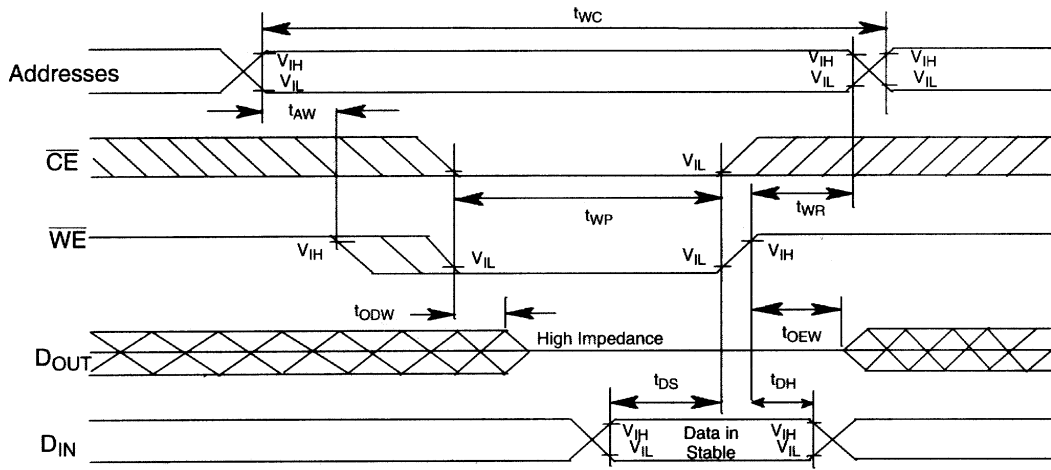 tWC
Addresses
VIH
VIL
VIH
VIL
VIH
VIL
tAW
CE
VIL
tWP
tWR
WE
VIH
VIL
VIL
VIH
tODW
tOEW
DOUT
High Impedance
tDS
tDH
DIN
VIH
VIL
Data in
Stable
VIH
VIL